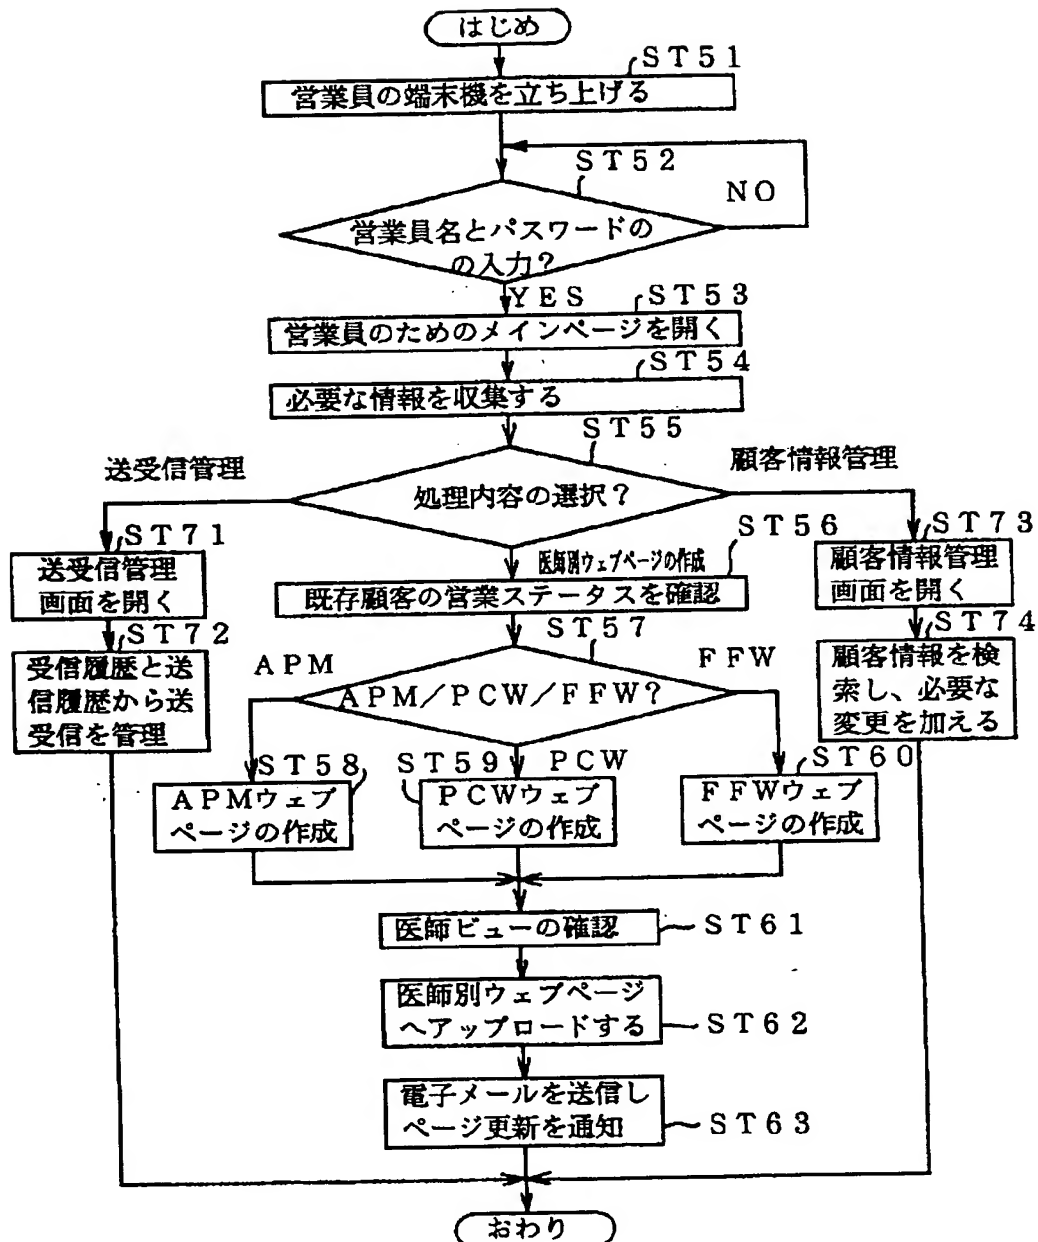 はじめ
ST51
営業員の端末機を立ち上げる
ST52
NO
営業員名とパスワードの
の入力?
YES
ST53
営業員のためのメインページを開く
ST54
必要な情報を収集する
ST55
送受信管理
顧客情報管理
処理内容の選択?
ST71
送受信管理
画面を開く
ST56
医師別ウェブページの作成
既存顧客の営業ステータスを確認
ST73
顧客情報管理
画面を開く
ST72
受信履歴と送
信履歴から送
受信を管理
ST57
APM
FFW
APM/PCW/FFW?
ST74
顧客情報を検
索し、必要な
変更を加える
ST58
APMウェブ
ページの作成
ST59
PCW
PCWウェブ
ページの作成
ST60
FFWウェブ
ページの作成
医師ビューの確認
ST61
医師別ウェブページ
へアップロードする
ST62
電子メールを送信し
ページ更新を通知
ST63
おわり